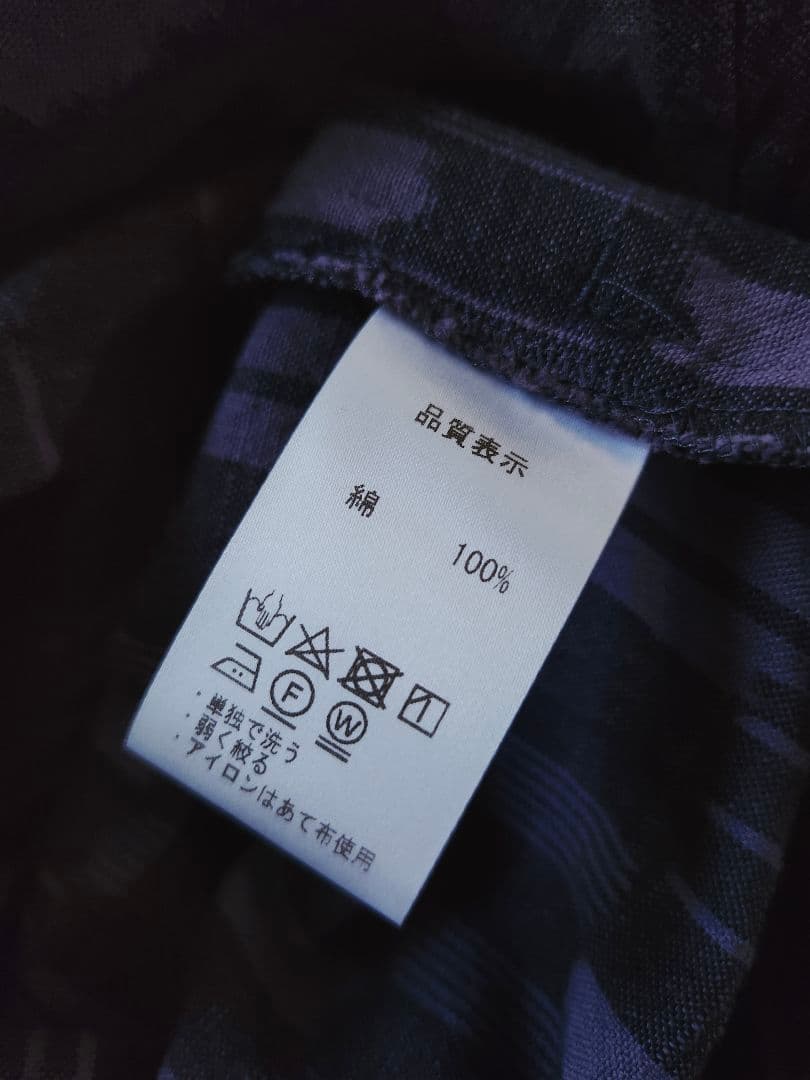 品質表示
綿 100%
F W
・単独で洗う
・弱く絞る
・アイロンはあて布使用